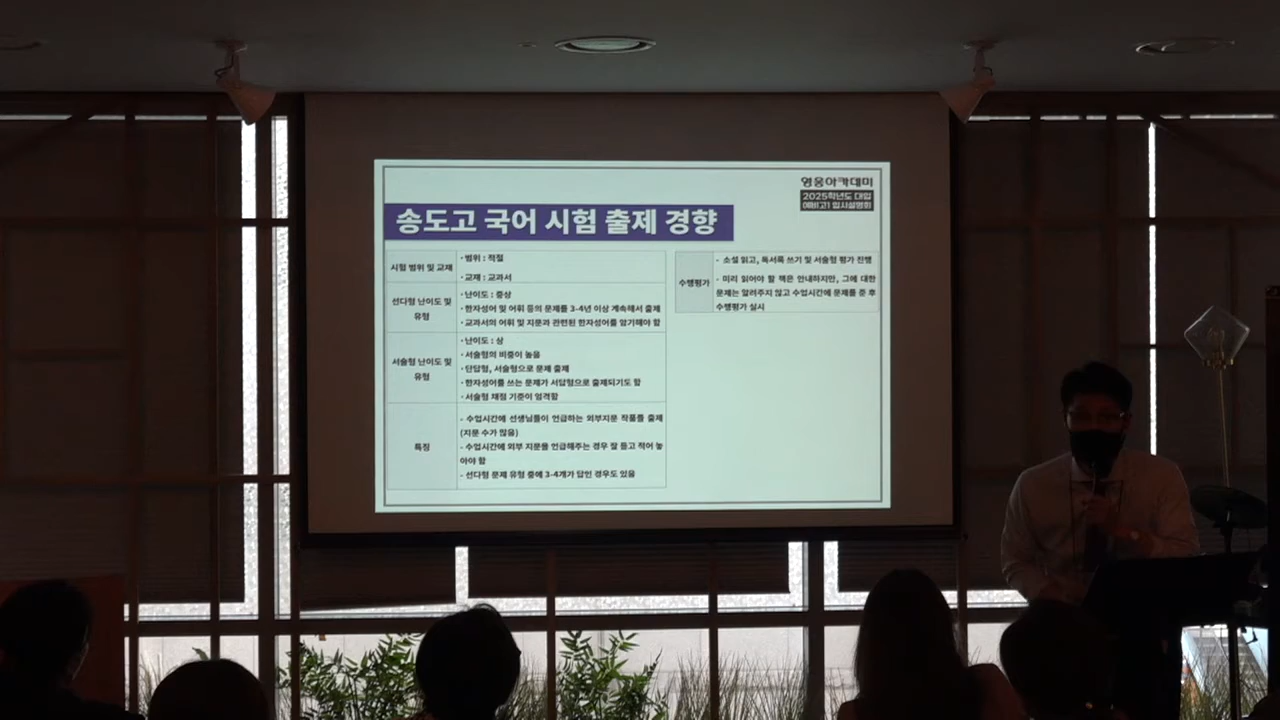 영웅아카데미
2025학년도 대입
예비고1 입시설명회
송도고 국어 시험 출제 경향
시험 범위 및 교재
· 범위 : 적절
· 교재 : 교과서
선다형 난이도 및
유형
· 난이도 : 중상
· 한자성어 및 어휘 등의 문제를 3-4년 이상 계속해서 출제
· 교과서의 어휘 및 지문과 관련된 한자성어를 암기해야 함
서술형 난이도 및
유형
· 난이도 : 상
· 서술형의 비중이 높음
· 단답형, 서술형으로 문제 출제
· 한자성어를 쓰는 문제가 서답형으로 출제되기도 함
· 서술형 채점 기준이 엄격함
특징
- 수업시간에 선생님들이 언급하는 외부지문 작품를 출제
(지문 수가 많음)
- 수업시간에 외부 지문을 언급해주는 경우 잘 듣고 적어 놓
아야 함
- 선다형 문제 유형 중에 3-4개가 답인 경우도 있음
수행평가
- 소설 읽고, 독서록 쓰기 및 서술형 평가 진행
- 미리 읽어야 할 책은 안내하지만, 그에 대한
문제는 알려주지 않고 수업시간에 문제를 준 후
수행평가 실시